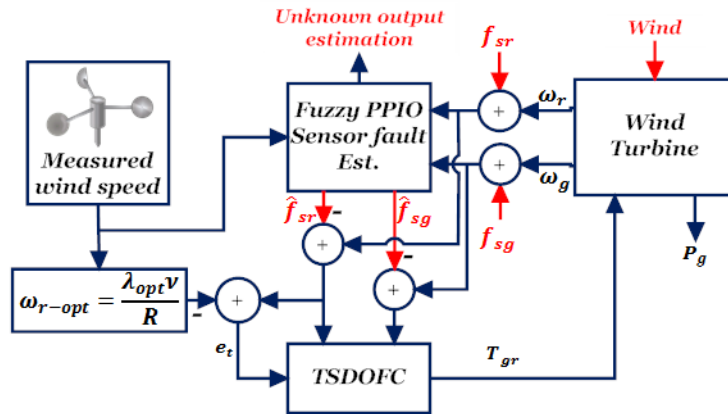 Unknown output
estimation
f_sr
Wind
ω_r
Fuzzy PPIO
Sensor fault
Est.
Wind
Turbine
Measured
wind speed
ω_g
f̂_sr
-
f̂_sg
-
f_sg
P_g
+
+
+
+
+
ω_{r-opt} = λ_opt ν / R
-
e_t
T_gr
TSDOFC